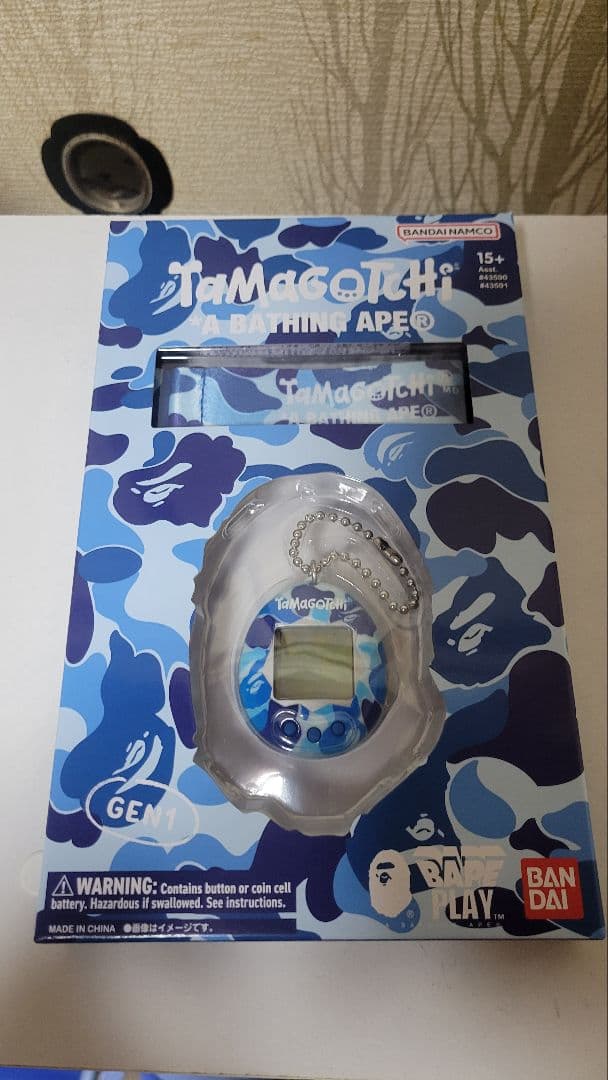 BANDAI NAMCO
TaMaGoTcHi
*A BATHING APE®
15+
Asst.
#43590
#43591
TaMaGoTcHi
*A BATHING APE®
TaMaGoTcHi
GEN1
⚠WARNING: Contains button or coin cell
battery. Hazardous if swallowed. See instructions.
MADE IN CHINA ●画像はイメージです。
BAPE
PLAY™
BAN
DAI